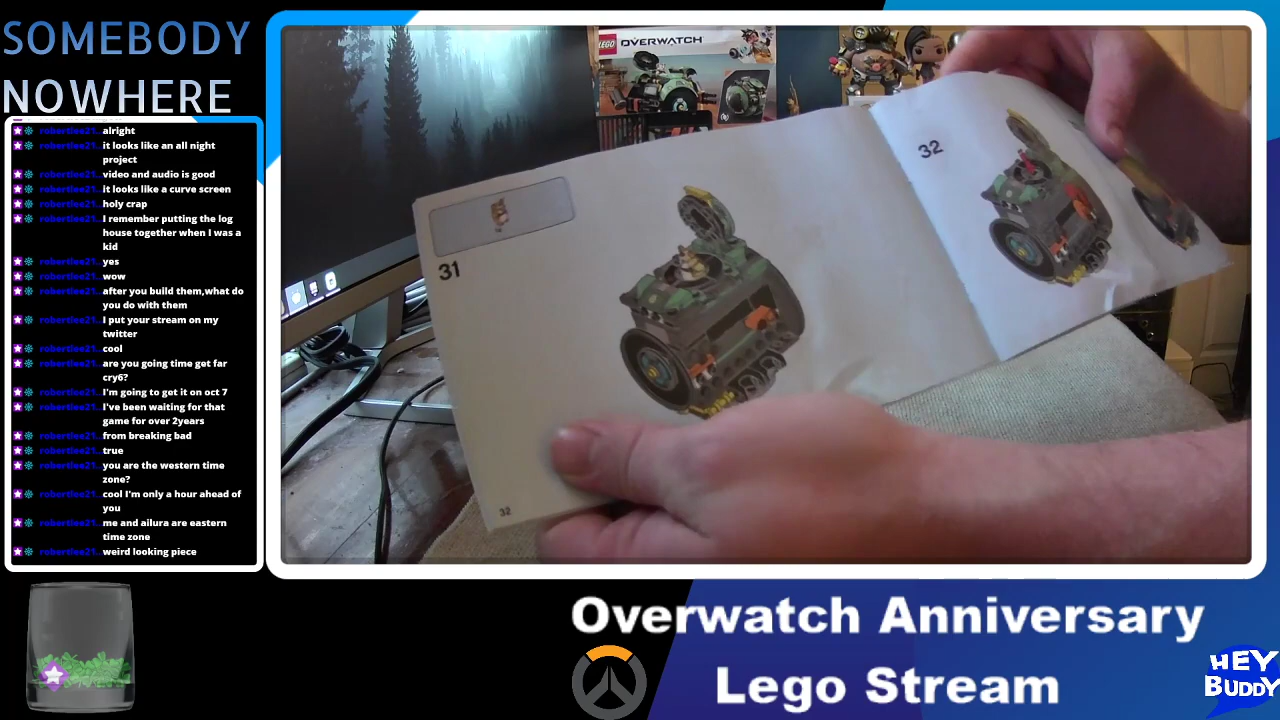 SOMEBODY
NOWHERE
robertlee21.. alright
robertlee21.. it looks like an all night
project
robertlee21.. video and audio is good
robertlee21.. it looks like a curve screen
robertlee21.. holy crap
robertlee21.. I remember putting the log
house together when I was a
kid
robertlee21.. yes
robertlee21.. wow
robertlee21.. after you build them,what do
you do with them
robertlee21.. I put your stream on my
twitter
robertlee21.. cool
robertlee21.. are you going time get far
cry6?
robertlee21.. I'm going to get it on oct 7
robertlee21.. I've been waiting for that
game for over 2years
robertlee21.. from breaking bad
robertlee21.. true
robertlee21.. you are the western time
zone?
robertlee21.. cool I'm only a hour ahead of
you
robertlee21.. me and ailura are eastern
time zone
robertlee21.. weird looking piece
LEGO OVERWATCH
31
32
32
Overwatch Anniversary
Lego Stream
HEY
BUDDY